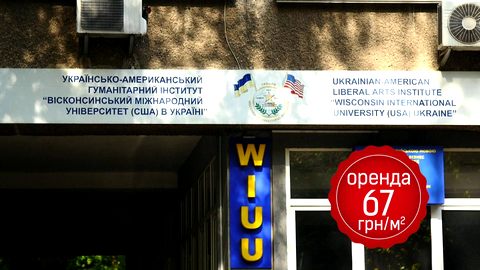 УКРАЇНСЬКО-АМЕРИКАНСЬКИЙ
ГУМАНІТАРНИЙ ІНСТИТУТ
"ВІСКОНСИНСЬКИЙ МІЖНАРОДНИЙ
УНІВЕРСИТЕТ (США) В УКРАЇНІ"
UKRAINIAN AMERICAN
LIBERAL ARTS INSTITUTE
"WISCONSIN INTERNATIONAL
UNIVERSITY (USA) UKRAINE"
WIUU
оренда
67
грн/м²